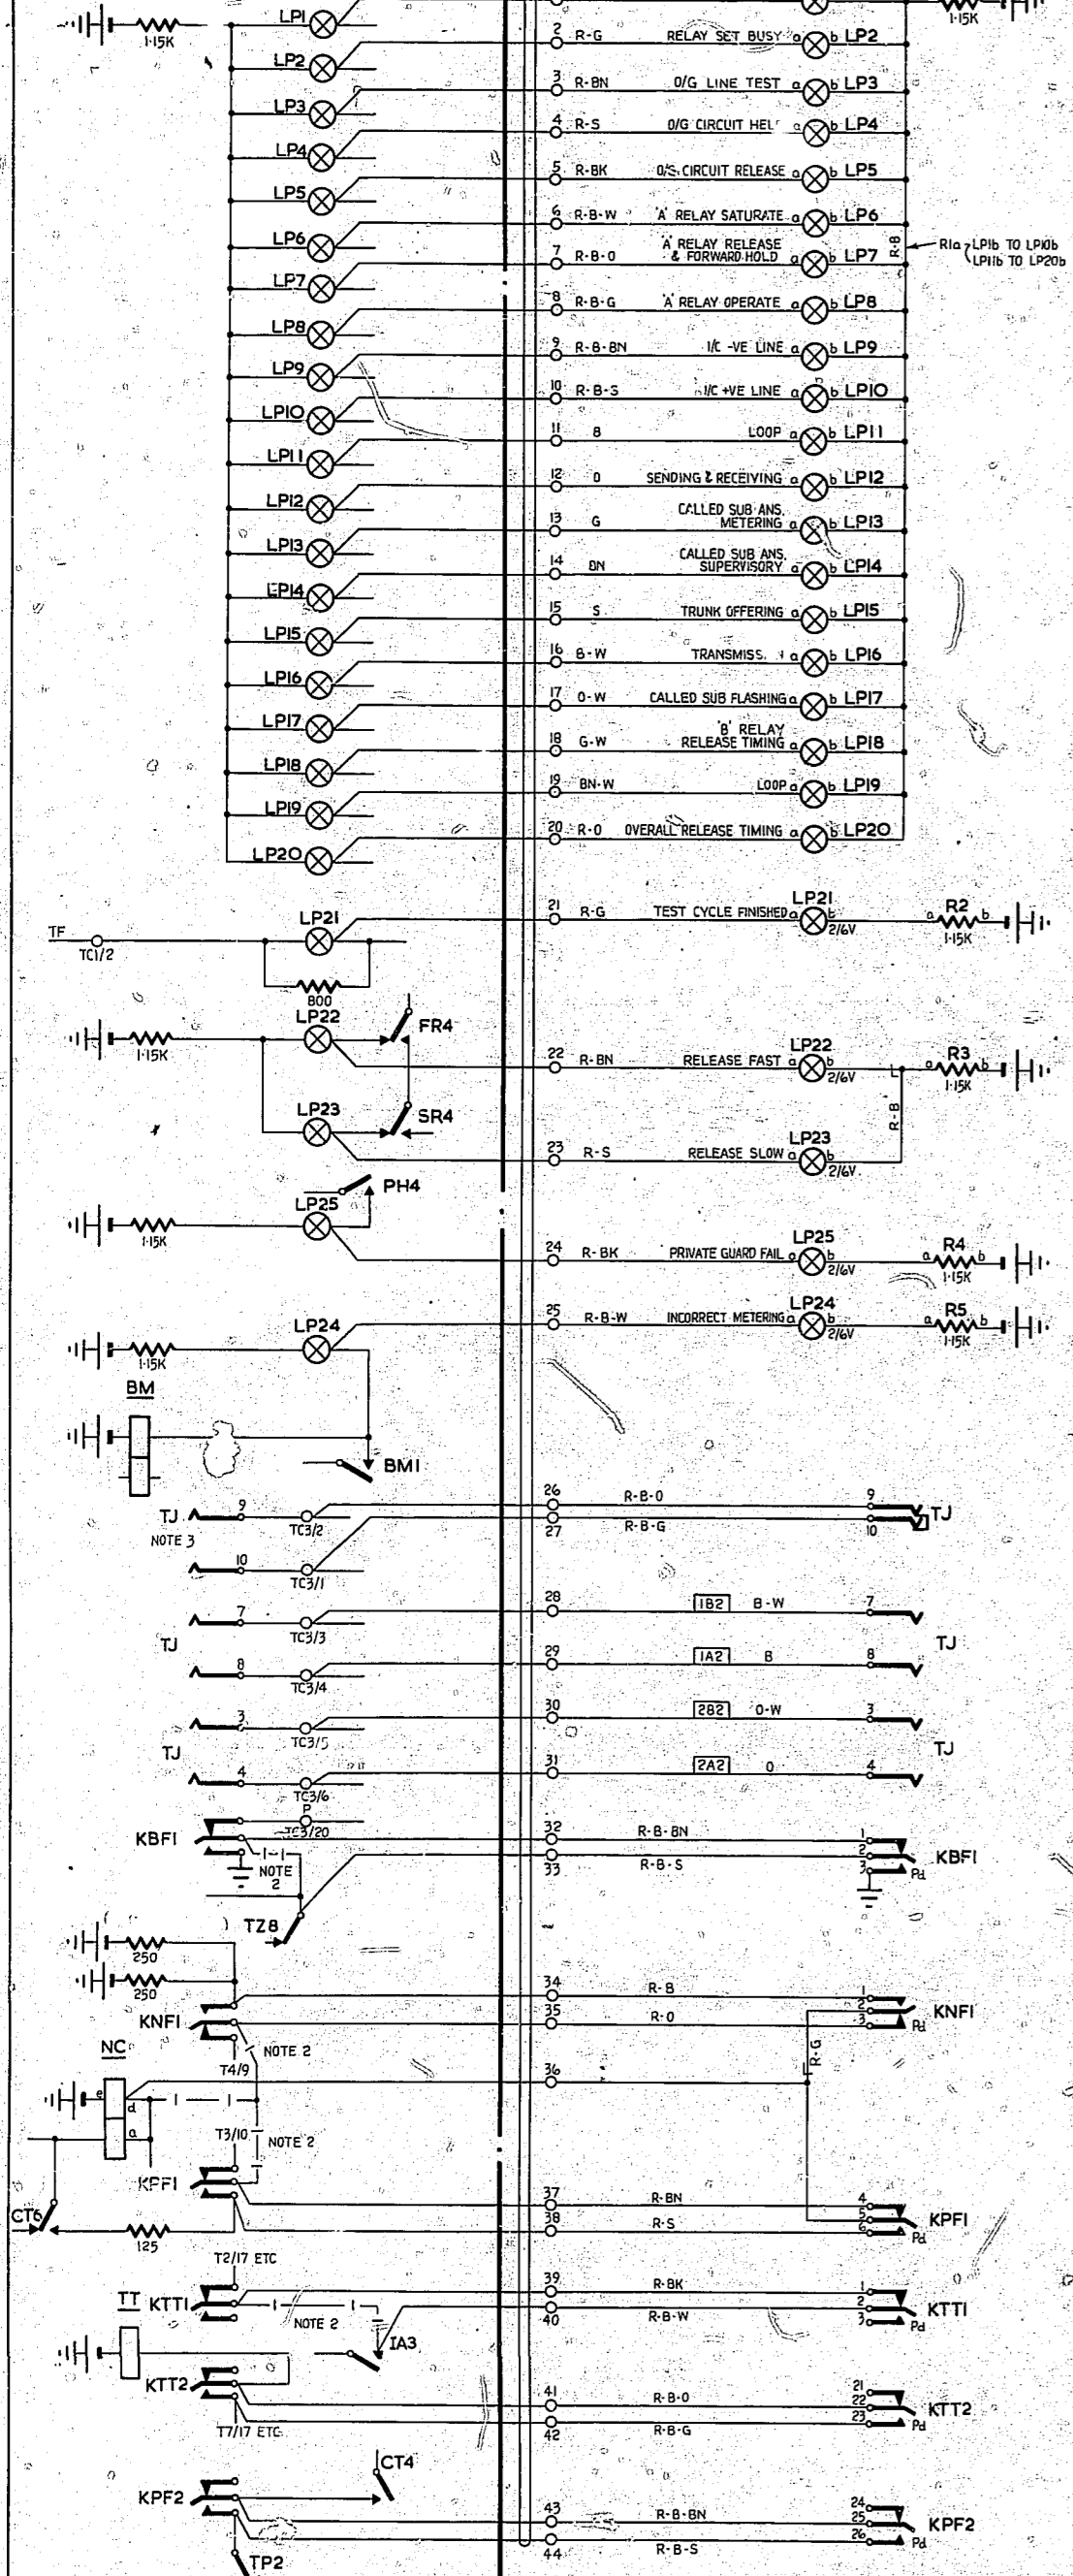 LP1 1·15K
1·15K
2 R-G RELAY SET BUSY a b LP2
LP2
3 R-BN O/G LINE TEST a b LP3
LP3
4 R-S O/G CIRCUIT HEL a b LP4
LP4
5 R-BK O/G CIRCUIT RELEASE a b LP5
LP5
6 R-B-W 'A' RELAY SATURATE a b LP6
LP6
R-B
R1a LP1b TO LP10b
LP11b TO LP20b
7 R-B-O 'A' RELAY RELEASE
& FORWARD HOLD a b LP7
LP7
8 R-B-G 'A' RELAY OPERATE a b LP8
LP8
9 R-B-BN I/C -VE LINE a b LP9
LP9
10 R-B-S I/C +VE LINE a b LP10
LP10
11 B LOOP a b LP11
LP11
12 O SENDING & RECEIVING a b LP12
LP12
13 G CALLED SUB ANS.
METERING a b LP13
LP13
14 BN CALLED SUB ANS.
SUPERVISORY a b LP14
LP14
15 S TRUNK OFFERING a b LP15
LP15
16 B-W TRANSMISS. a b LP16
LP16
17 O-W CALLED SUB FLASHING a b LP17
LP17
18 G-W 'B' RELAY
RELEASE TIMING a b LP18
LP18
19 BN-W LOOP a b LP19
LP19
20 R-O OVERALL RELEASE TIMING a b LP20
LP20
TF TC1/2 LP21 800
21 R-G TEST CYCLE FINISHED a b LP21 2/6V a R2 b 1·15K
1·15K LP22 FR4
22 R-BN RELEASE FAST a b LP22 2/6V a R3 b 1·15K
R-B
LP23 SR4
23 R-S RELEASE SLOW a b LP23 2/6V
PH4
1·15K LP25
24 R-BK PRIVATE GUARD FAIL a b LP25 2/6V a R4 b 1·15K
1·15K LP24
25 R-B-W INCORRECT METERING a b LP24 2/6V a R5 b 1·15K
BM
BM1
TJ 9 TC3/2 26 R-B-O 9 TJ
NOTE 3
27 R-B-G 10
10 TC3/1
7 TC3/3 28 1B2 B-W 7
TJ TJ
8 TC3/4 29 1A2 B 8
3 TC3/5 30 2B2 O-W 3
TJ TJ
4 TC3/6 31 2A2 O 4
P
TC3/20
KBF1 32 R-B-BN 1
NOTE
2
33 R-B-S 2 KBF1
3 Pd
TZ8
250
250
34 R-B 1
2 KNF1
KNF1 35 R-O 3 Pd
NOTE 2
T4/9
R-G
NC
e d a
36
T3/10 NOTE 2
KPF1
37 R-BN 4
5 KPF1
CT6 125
38 R-S 6 Pd
T2/17 ETC
TT KTT1 39 R-BK 1
NOTE 2
40 R-B-W 2 KTT1
3 Pd
IA3
KTT2
41 R-B-O 21
22 KTT2
T7/17 ETC
42 R-B-G 23 Pd
CT4
KPF2
43 R-B-BN 24
25 KPF2
44 R-B-S 26 Pd
TP2